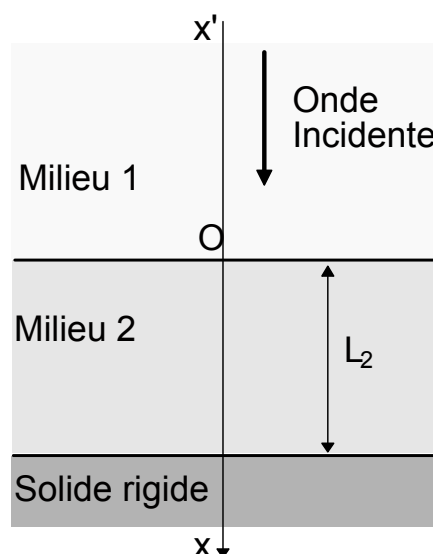 x'
Onde
Incidente
Milieu 1
O
Milieu 2
L₂
Solide rigide
x